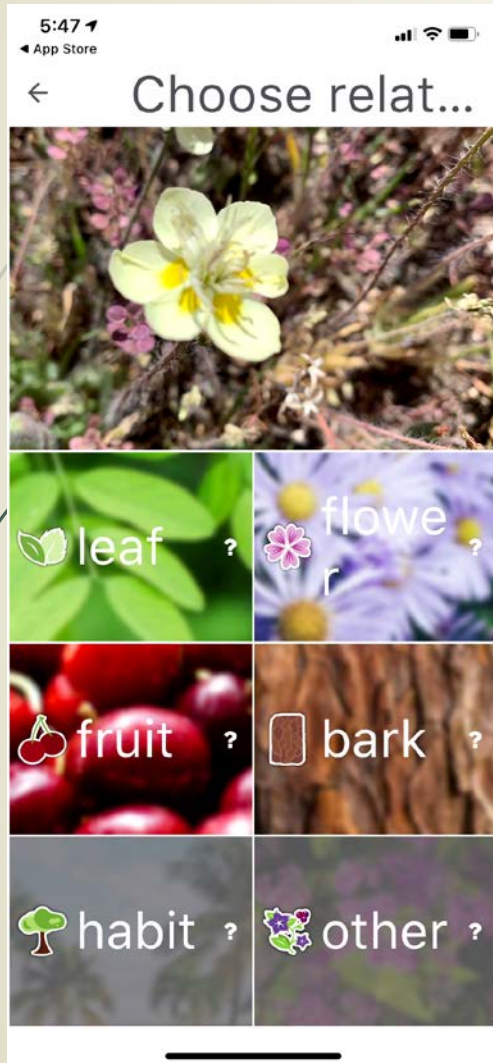 5:47
◀ App Store
← Choose relat...
leaf ?
flowe
r ?
fruit ?
bark ?
habit ?
other ?